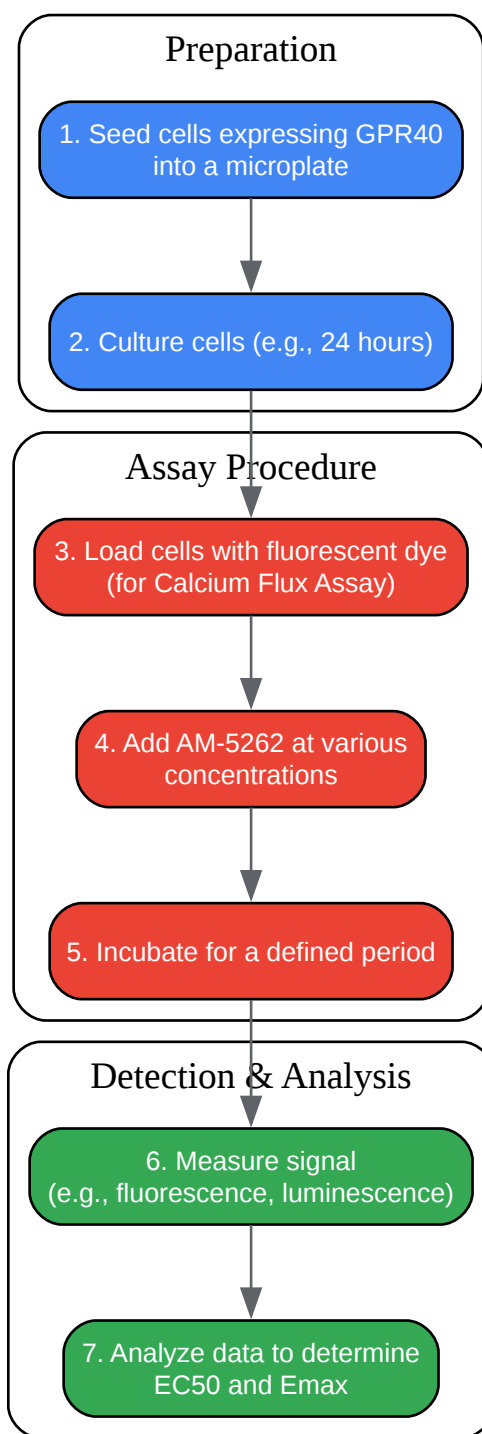 Preparation
1. Seed cells expressing GPR40
into a microplate
2. Culture cells (e.g., 24 hours)
Assay Procedure
3. Load cells with fluorescent dye
(for Calcium Flux Assay)
4. Add AM-5262 at various
concentrations
5. Incubate for a defined period
Detection & Analysis
6. Measure signal
(e.g., fluorescence, luminescence)
7. Analyze data to determine
EC50 and Emax